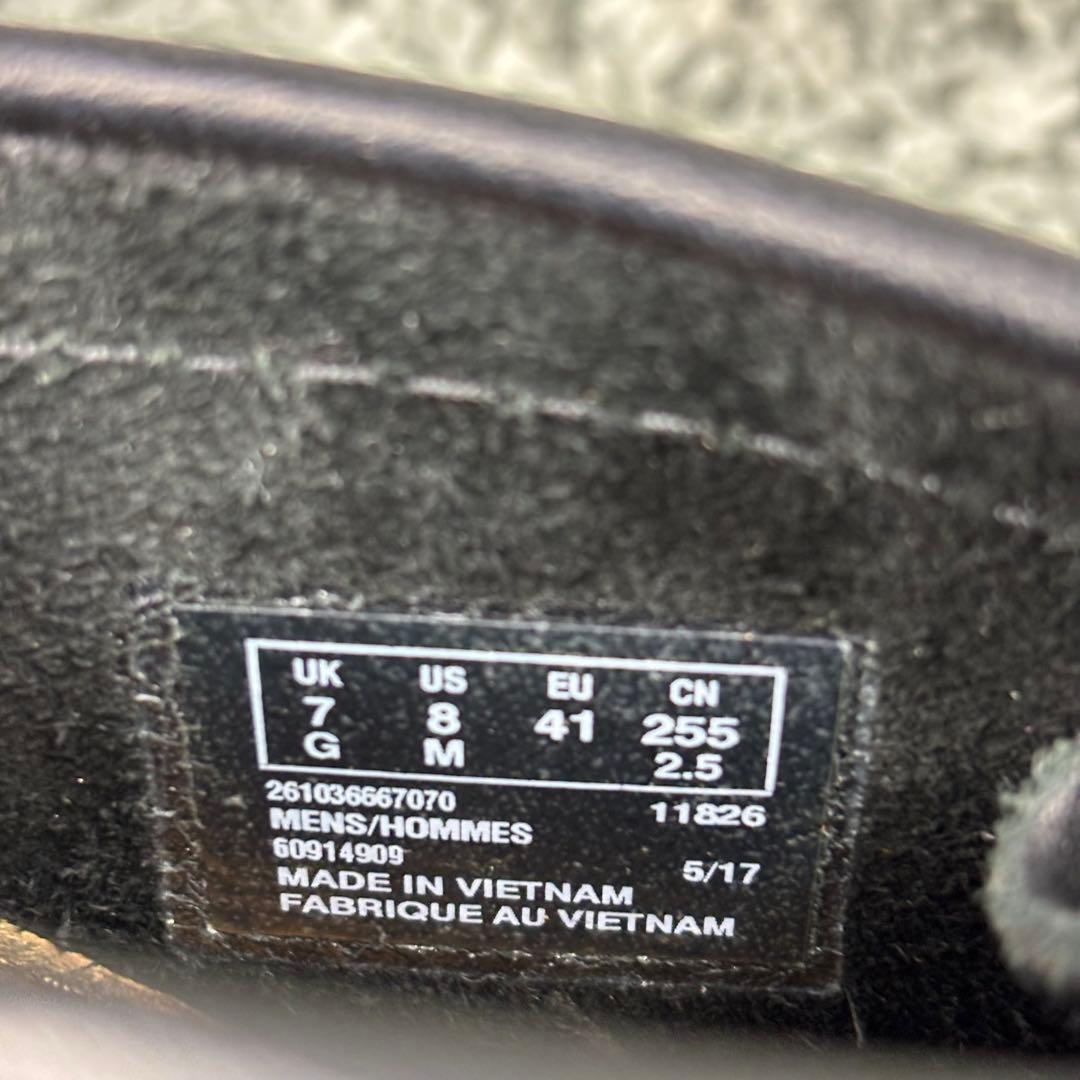 UK US EU CN
7 8 41 255
G M 2.5
261036667070 11826
MENS/HOMMES
60914909 5/17
MADE IN VIETNAM
FABRIQUE AU VIETNAM